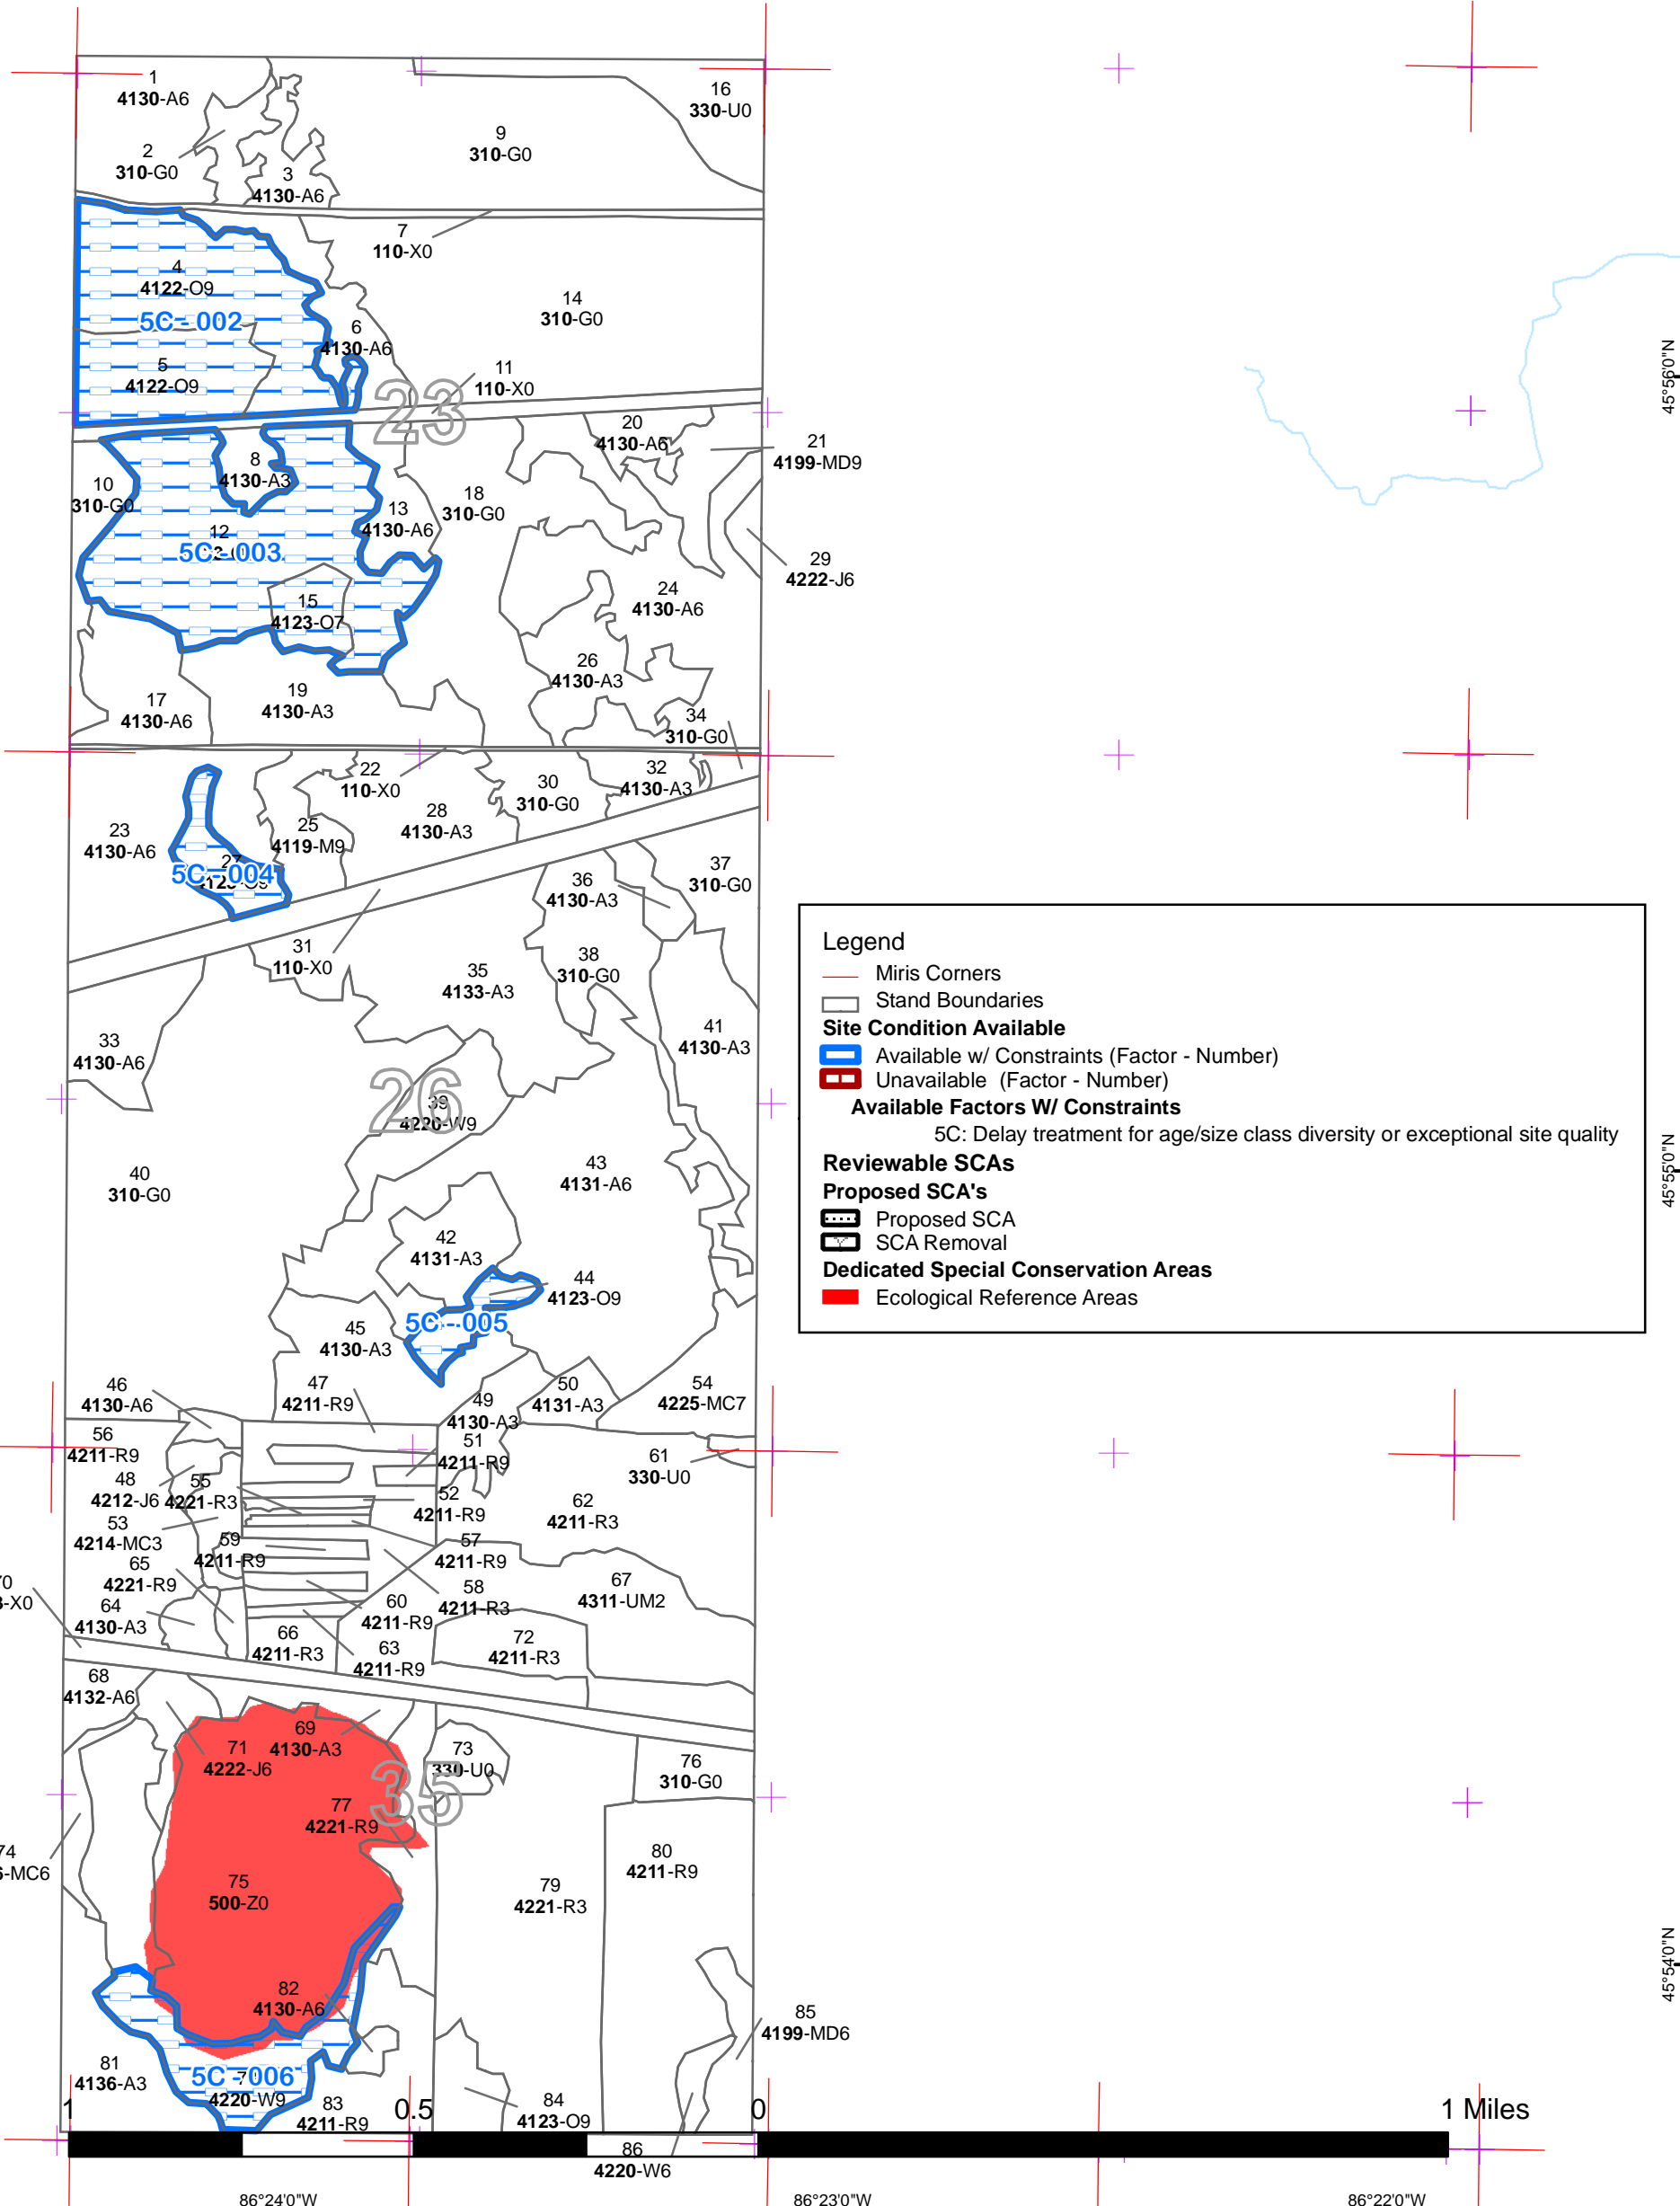 1
4130-A6
16
330-U0
9
310-G0
2
310-G0
3
4130-A6
7
110-X0
4
4122-O9
14
310-G0
5C - 002
6
4130-A6
5
4122-O9
11
110-X0
23
20
4130-A6
21
4199-MD9
8
4130-A3
10
310-G0
18
310-G0
13
4130-A6
12
5C - 003
29
4222-J6
24
4130-A6
15
4123-O7
26
4130-A3
17
4130-A6
19
4130-A3
34
310-G0
22
110-X0
32
4130-A3
30
310-G0
28
4130-A3
25
4119-M9
23
4130-A6
27
5C - 004
37
310-G0
36
4130-A3
31
110-X0
38
310-G0
35
4133-A3
41
4130-A3
33
4130-A6
26
39
4220-W9
40
310-G0
43
4131-A6
42
4131-A3
44
4123-O9
5C - 005
45
4130-A3
46
4130-A6
47
4211-R9
49
4130-A3
50
4131-A3
54
4225-MC7
56
4211-R9
51
4211-R9
61
330-U0
48
4212-J6
55
4221-R3
52
4211-R9
62
4211-R3
53
4214-MC3
59
4211-R9
57
4211-R9
65
4221-R9
58
4211-R3
67
4311-UM2
60
4211-R9
64
4130-A3
0
-X0
66
4211-R3
63
4211-R9
72
4211-R3
68
4132-A6
69
4130-A3
71
4222-J6
73
330-U0
76
310-G0
35
77
4221-R9
74
-MC6
80
4211-R9
75
500-Z0
79
4221-R3
82
4130-A6
85
4199-MD6
81
4136-A3
5C - 006
4220-W9
83
4211-R9
84
4123-O9
86
4220-W6
1
0.5
0
1 Miles
86°24'0"W
86°23'0"W
86°22'0"W
45°56'0"N
45°55'0"N
45°54'0"N
Legend
Miris Corners
Stand Boundaries
Site Condition Available
Available w/ Constraints (Factor - Number)
Unavailable (Factor - Number)
Available Factors W/ Constraints
5C: Delay treatment for age/size class diversity or exceptional site quality
Reviewable SCAs
Proposed SCA's
Proposed SCA
SCA Removal
Dedicated Special Conservation Areas
Ecological Reference Areas